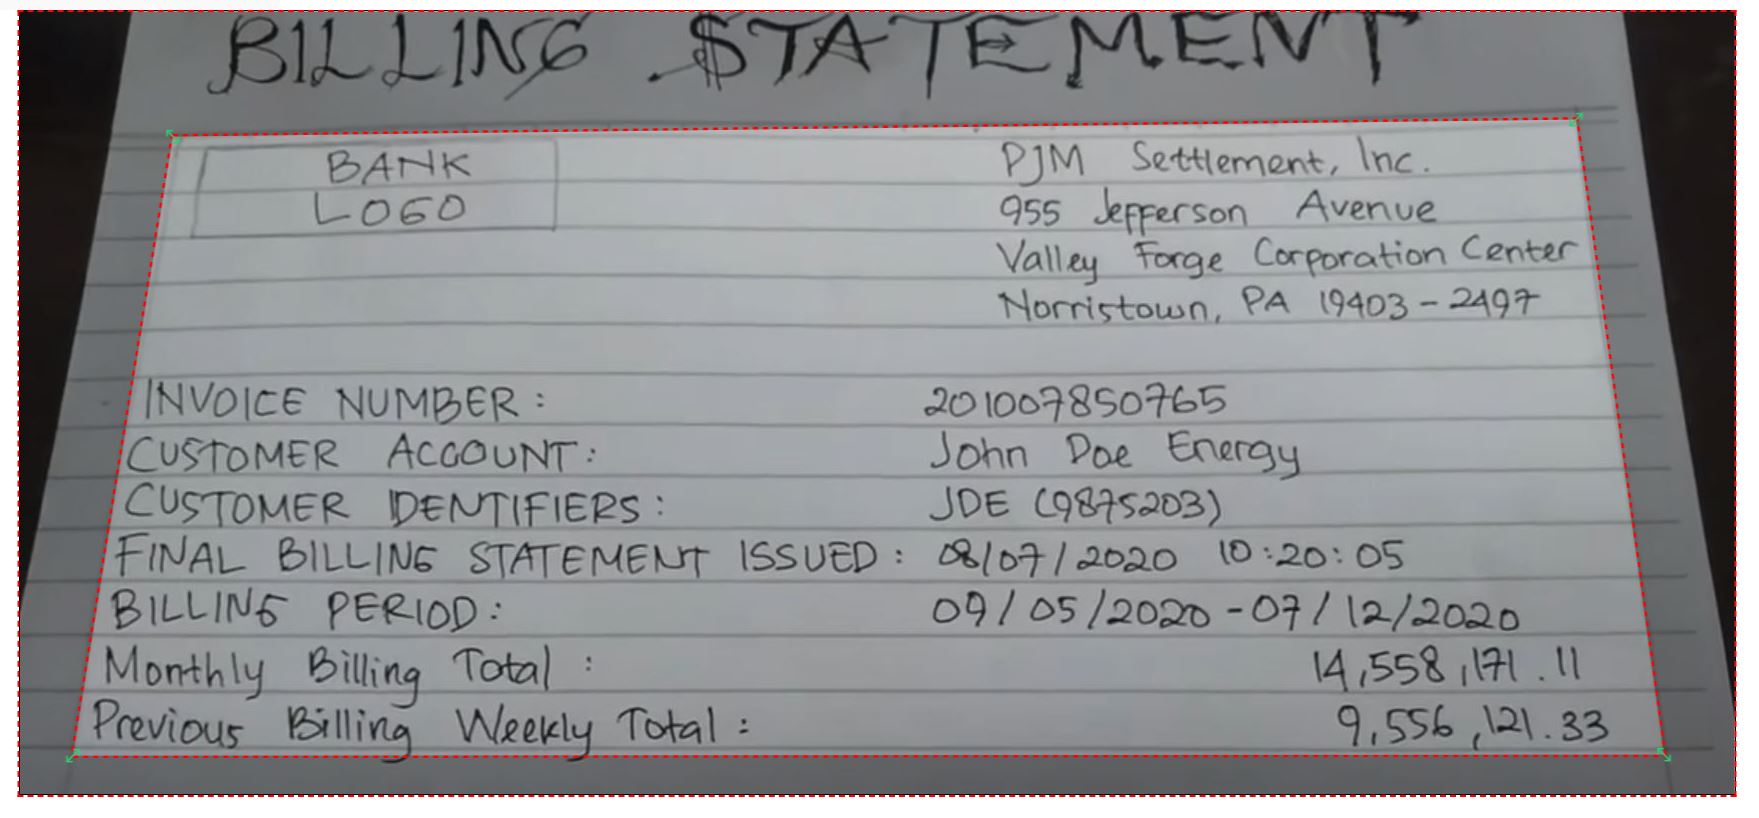 BILLING STATEMENT
BANK
LOGO
PJM Settlement, Inc.
955 Jefferson Avenue
Valley Forge Corporation Center
Norristown, PA 19403-2497
INVOICE NUMBER: 201007850765
CUSTOMER ACCOUNT: John Doe Energy
CUSTOMER IDENTIFIERS: JDE (9875203)
FINAL BILLING STATEMENT ISSUED: 08/07/2020 10:20:05
BILLING PERIOD: 09/05/2020-07/12/2020
Monthly Billing Total: 14,558,171.11
Previous Billing Weekly Total: 9,556,121.33